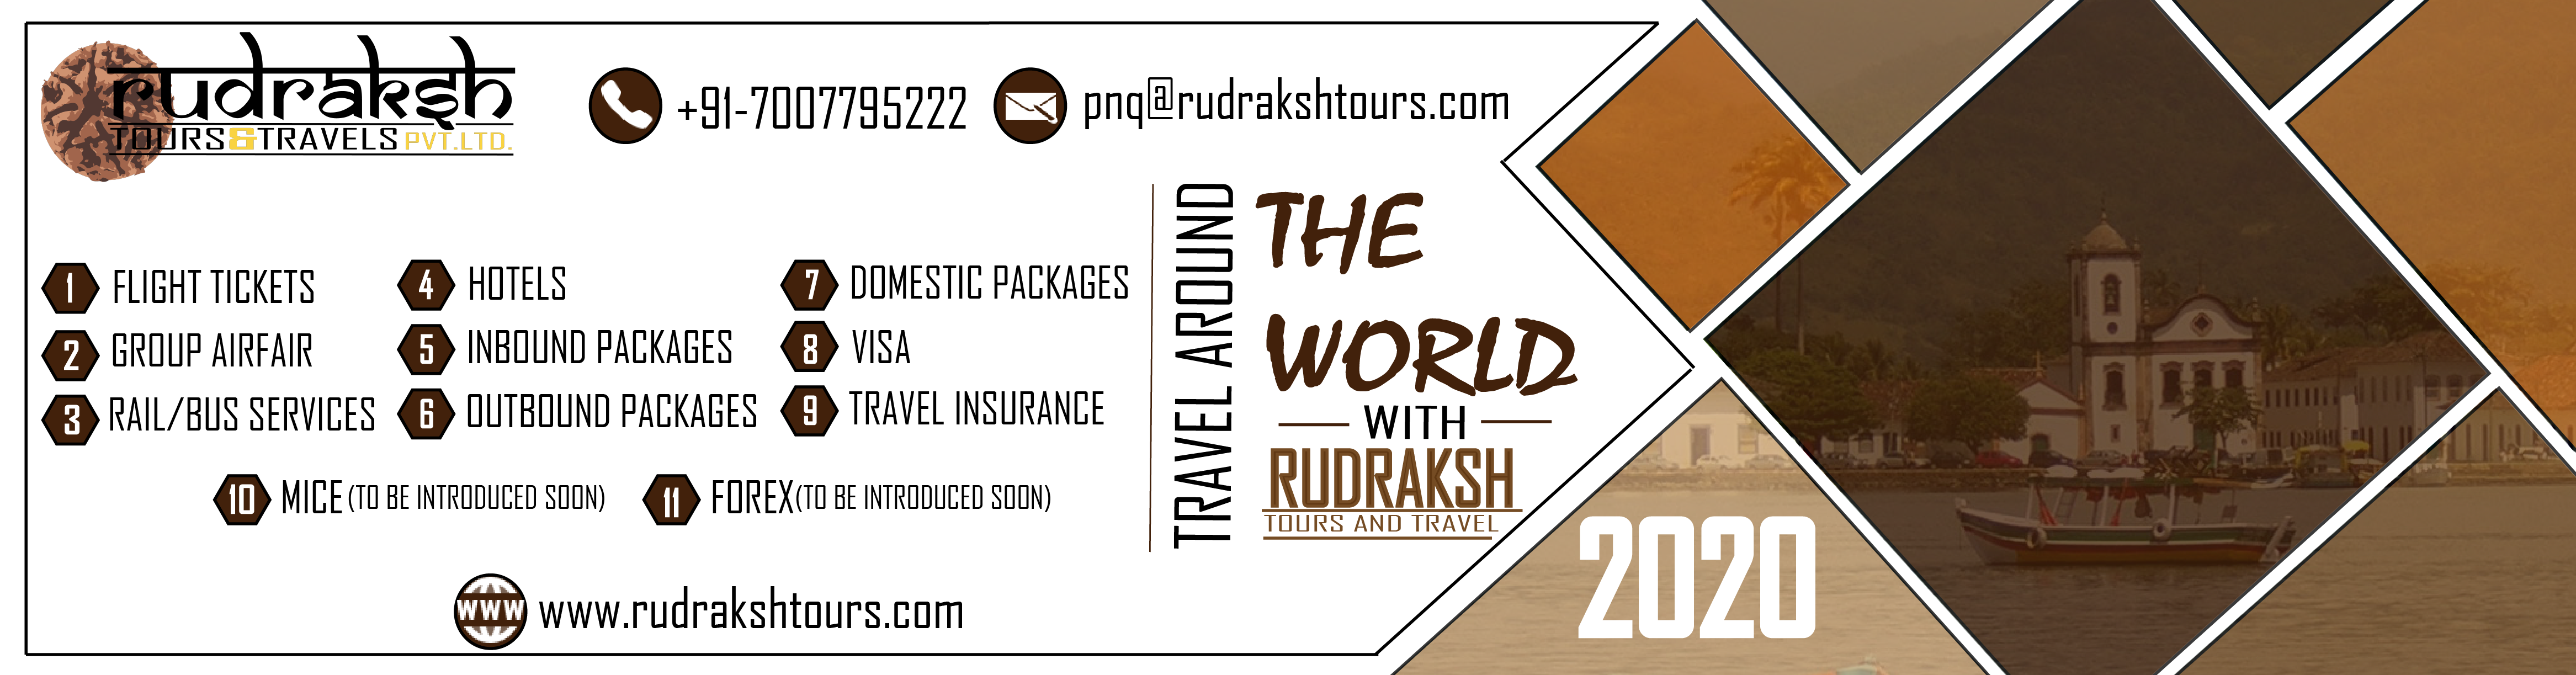 rudraksh
TOURS&TRAVELS PVT.LTD.
+91-7007795222
pnq@rudrakshtours.com
1 FLIGHT TICKETS
2 GROUP AIRFAIR
3 RAIL/BUS SERVICES
4 HOTELS
5 INBOUND PACKAGES
6 OUTBOUND PACKAGES
7 DOMESTIC PACKAGES
8 VISA
9 TRAVEL INSURANCE
10 MICE (TO BE INTRODUCED SOON)
11 FOREX(TO BE INTRODUCED SOON)
WWW www.rudrakshtours.com
TRAVEL AROUND
THE
WORLD
WITH
RUDRAKSH
TOURS AND TRAVEL
2020